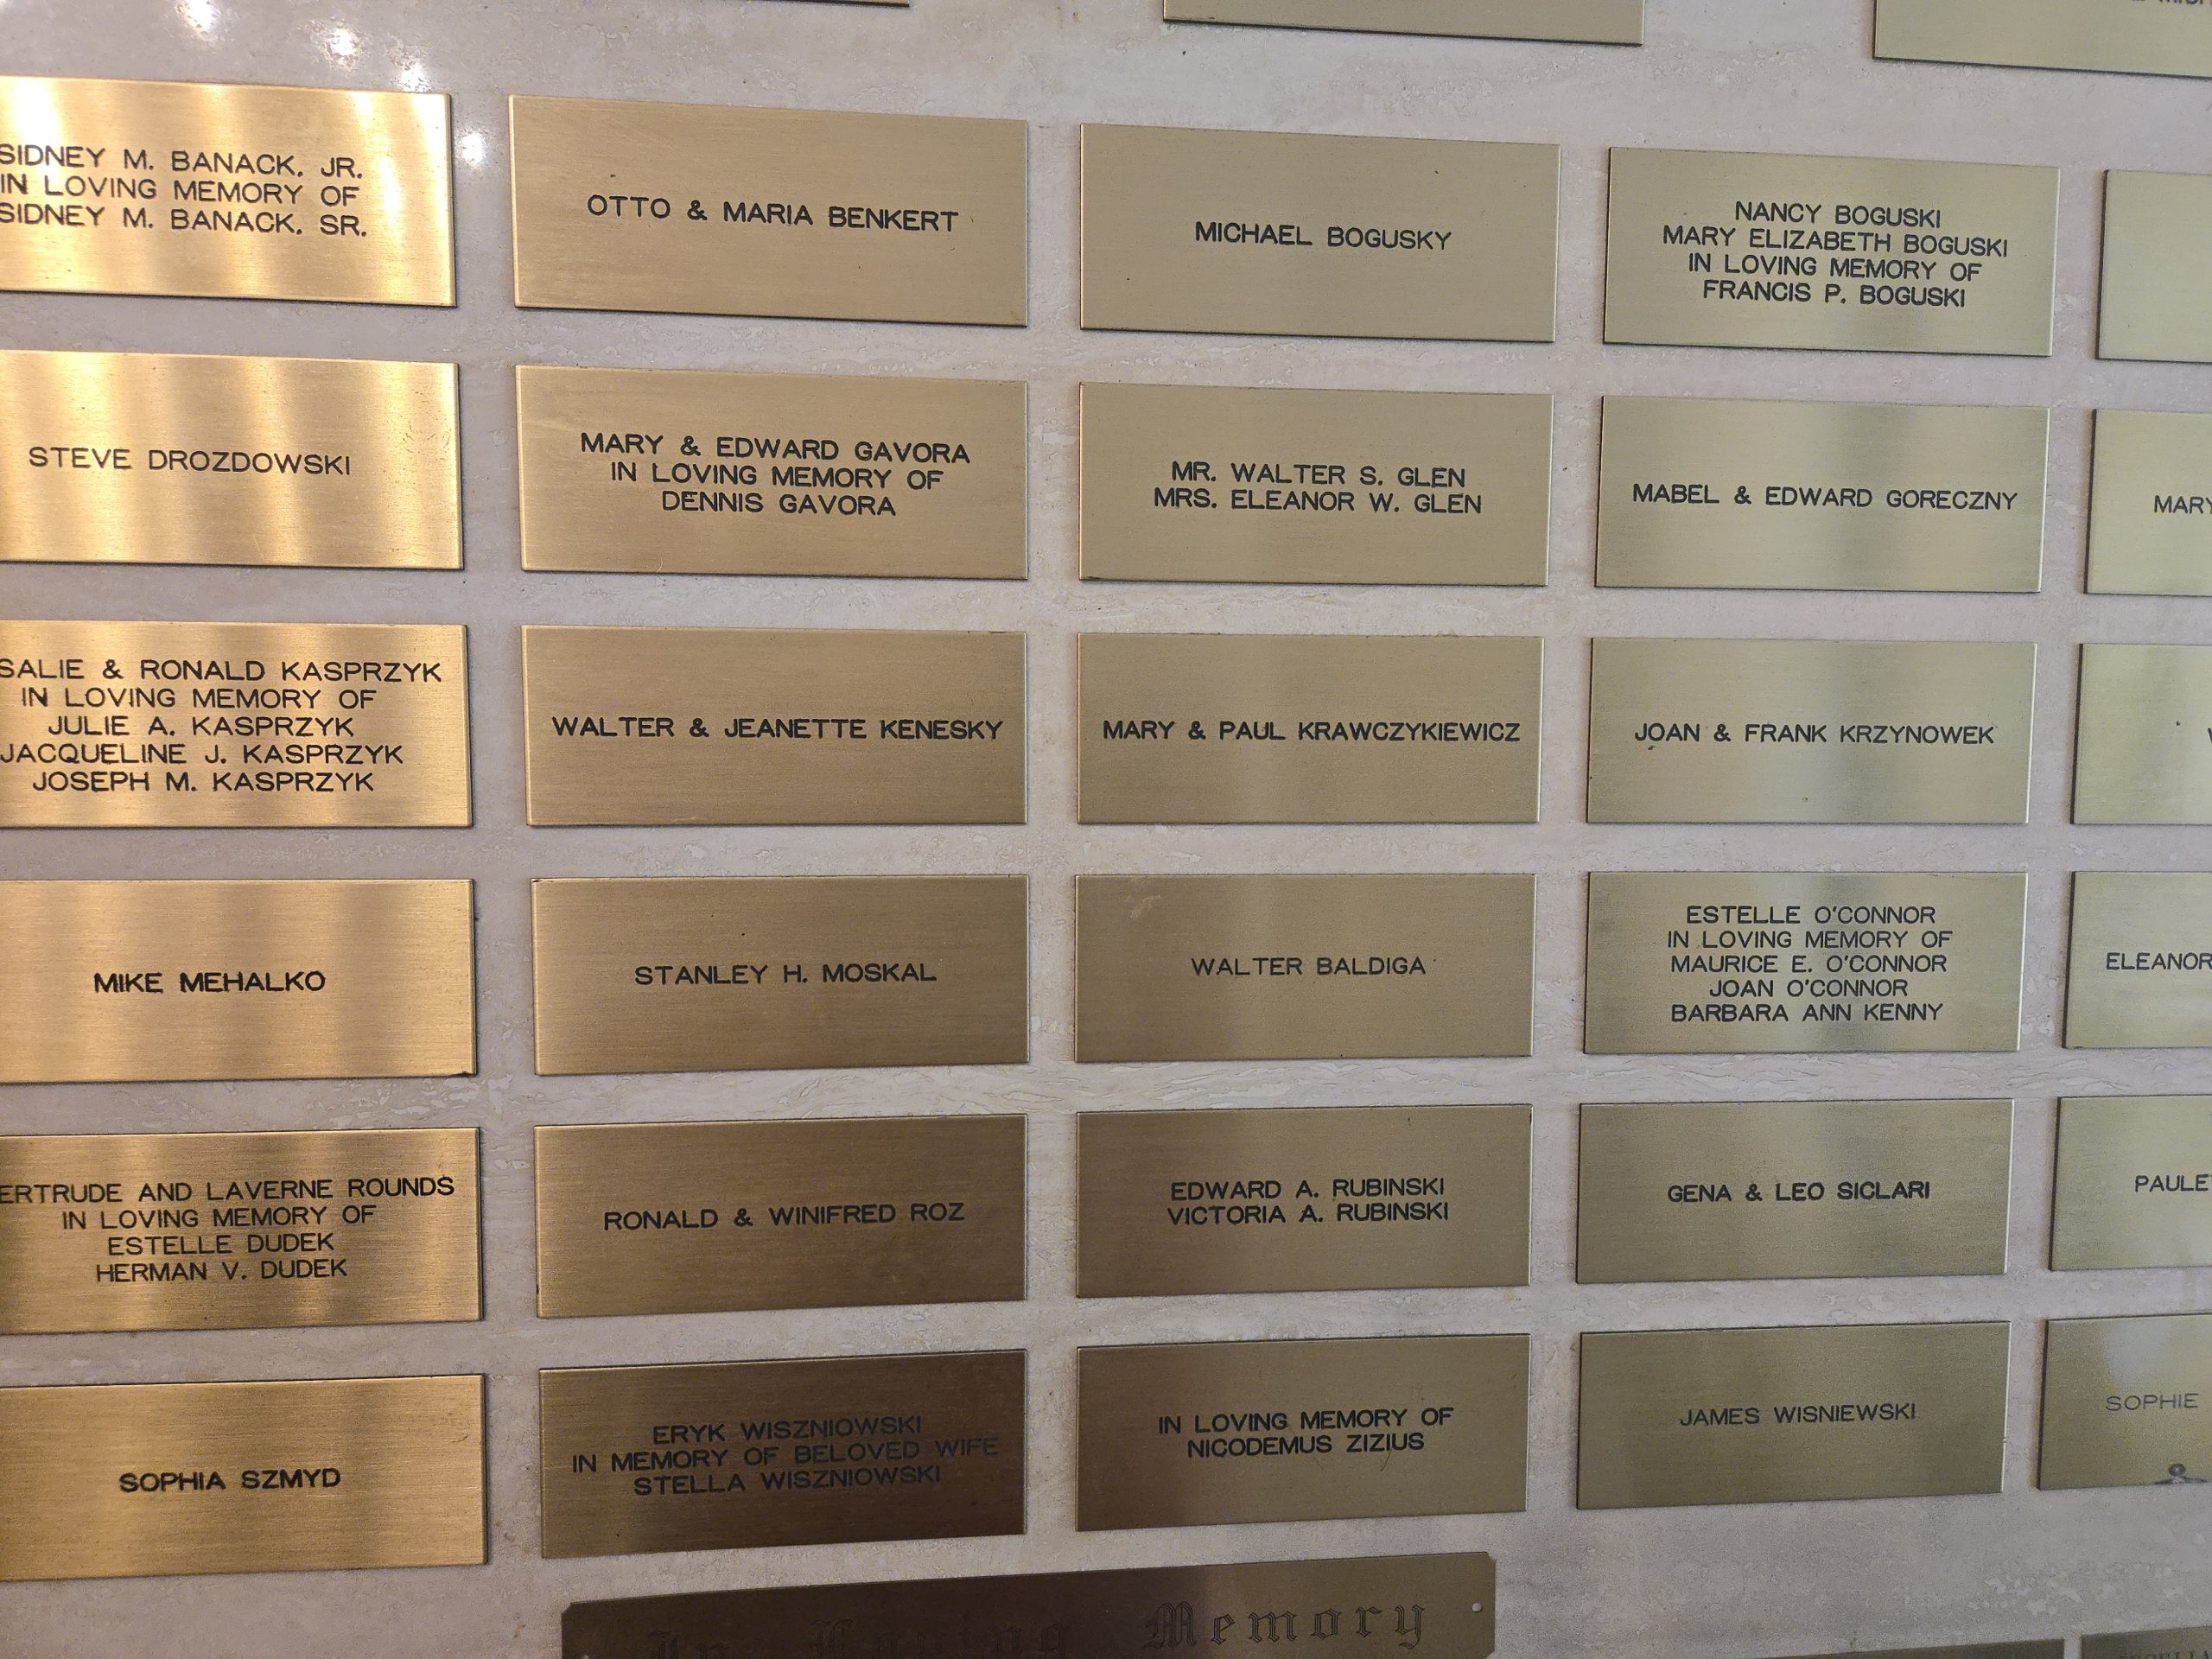 SIDNEY M. BANACK, JR.
IN LOVING MEMORY OF
SIDNEY M. BANACK, SR.
OTTO & MARIA BENKERT
MICHAEL BOGUSKY
NANCY BOGUSKI
MARY ELIZABETH BOGUSKI
IN LOVING MEMORY OF
FRANCIS P. BOGUSKI
STEVE DROZDOWSKI
MARY & EDWARD GAVORA
IN LOVING MEMORY OF
DENNIS GAVORA
MR. WALTER S. GLEN
MRS. ELEANOR W. GLEN
MABEL & EDWARD GORECZNY
MARY
& RONALD KASPRZYK
IN LOVING MEMORY OF
JULIE A. KASPRZYK
JACQUELINE J. KASPRZYK
JOSEPH M. KASPRZYK
WALTER & JEANETTE KENESKY
MARY & PAUL KRAWCZYKIEWICZ
JOAN & FRANK KRZYNOWEK
MIKE MEHALKO
STANLEY H. MOSKAL
WALTER BALDIGA
ESTELLE O'CONNOR
IN LOVING MEMORY OF
MAURICE E. O'CONNOR
JOAN O'CONNOR
BARBARA ANN KENNY
ELEANOR
AND LAVERNE ROUNDS
IN LOVING MEMORY OF
ESTELLE DUDEK
HERMAN V. DUDEK
RONALD & WINIFRED ROZ
EDWARD A. RUBINSKI
VICTORIA A. RUBINSKI
GENA & LEO SICLARI
SOPHIA SZMYD
ERYK WISZNIOWSKI
IN MEMORY OF BELOVED WIFE
STELLA WISZNIOWSKI
IN LOVING MEMORY OF
NICODEMUS ZIZIUS
JAMES WISNIEWSKI
SOPHIE
In Loving Memory